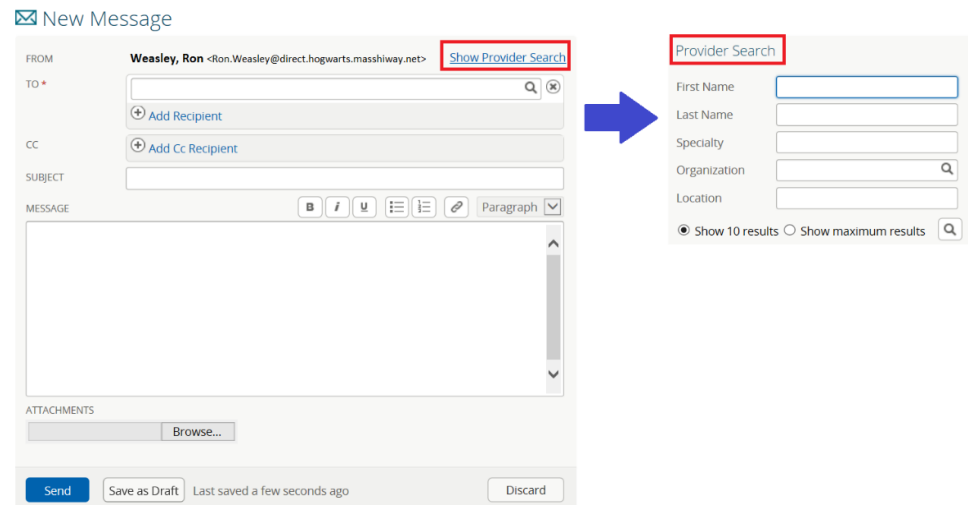 New Message
FROM Weasley, Ron <Ron.Weasley@direct.hogwarts.masshiway.net> Show Provider Search
TO *
Add Recipient
CC Add Cc Recipient
SUBJECT
MESSAGE B i U Paragraph
ATTACHMENTS
Browse...
Send Save as Draft Last saved a few seconds ago Discard
Provider Search
First Name
Last Name
Specialty
Organization
Location
Show 10 results Show maximum results